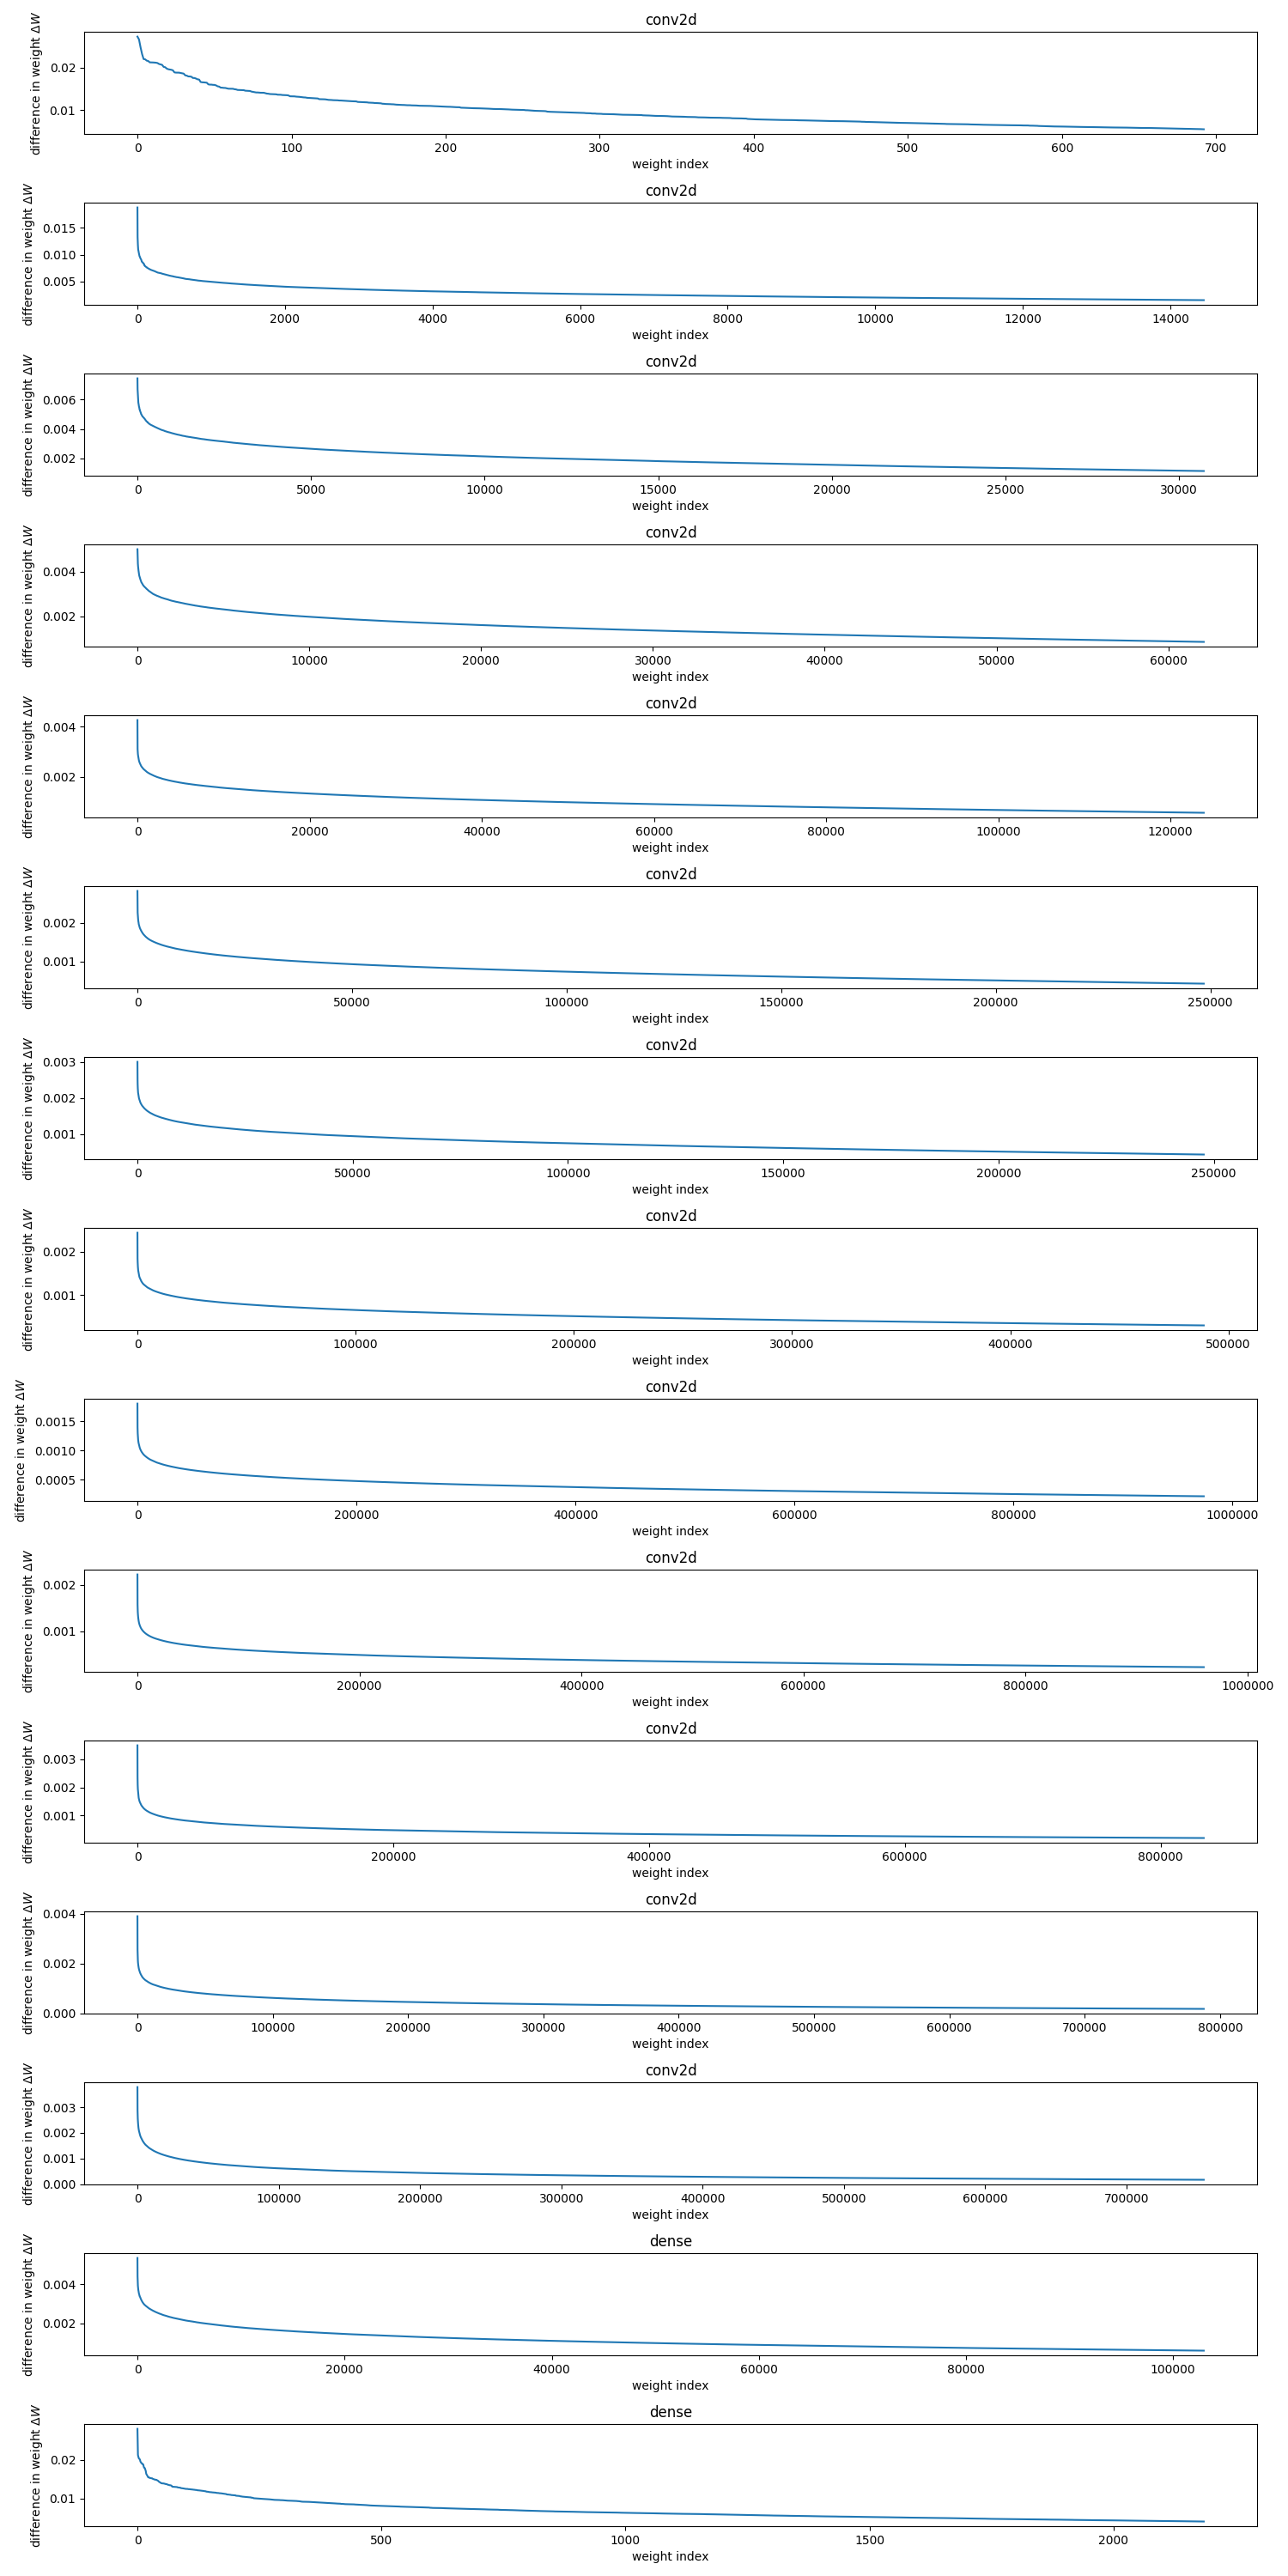 conv2d
difference in weight ΔW
0.02
0.01
0 100 200 300 400 500 600 700
weight index
conv2d
difference in weight ΔW
0.015
0.010
0.005
0 2000 4000 6000 8000 10000 12000 14000
weight index
conv2d
difference in weight ΔW
0.006
0.004
0.002
0 5000 10000 15000 20000 25000 30000
weight index
conv2d
difference in weight ΔW
0.004
0.002
0 10000 20000 30000 40000 50000 60000
weight index
conv2d
difference in weight ΔW
0.004
0.002
0 20000 40000 60000 80000 100000 120000
weight index
conv2d
difference in weight ΔW
0.002
0.001
0 50000 100000 150000 200000 250000
weight index
conv2d
difference in weight ΔW
0.003
0.002
0.001
0 50000 100000 150000 200000 250000
weight index
conv2d
difference in weight ΔW
0.002
0.001
0 100000 200000 300000 400000 500000
weight index
conv2d
difference in weight ΔW
0.0015
0.0010
0.0005
0 200000 400000 600000 800000 1000000
weight index
conv2d
difference in weight ΔW
0.002
0.001
0 200000 400000 600000 800000 1000000
weight index
conv2d
difference in weight ΔW
0.003
0.002
0.001
0 200000 400000 600000 800000
weight index
conv2d
difference in weight ΔW
0.004
0.002
0.000
0 100000 200000 300000 400000 500000 600000 700000 800000
weight index
conv2d
difference in weight ΔW
0.003
0.002
0.001
0.000
0 100000 200000 300000 400000 500000 600000 700000
weight index
dense
difference in weight ΔW
0.004
0.002
0 20000 40000 60000 80000 100000
weight index
dense
difference in weight ΔW
0.02
0.01
0 500 1000 1500 2000
weight index